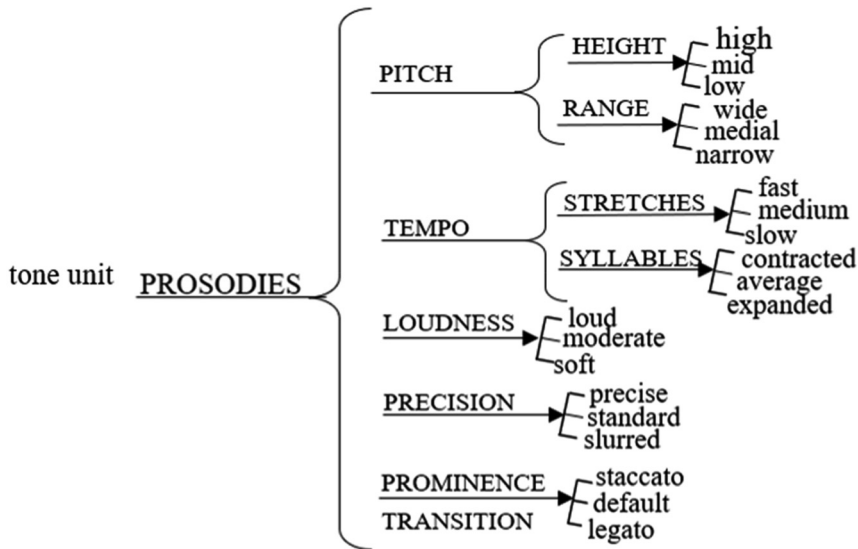 tone unit
PROSODIES
PITCH
HEIGHT
high
mid
low
RANGE
wide
medial
narrow
TEMPO
STRETCHES
fast
medium
slow
SYLLABLES
contracted
average
expanded
LOUDNESS
loud
moderate
soft
PRECISION
precise
standard
slurred
PROMINENCE
TRANSITION
staccato
default
legato